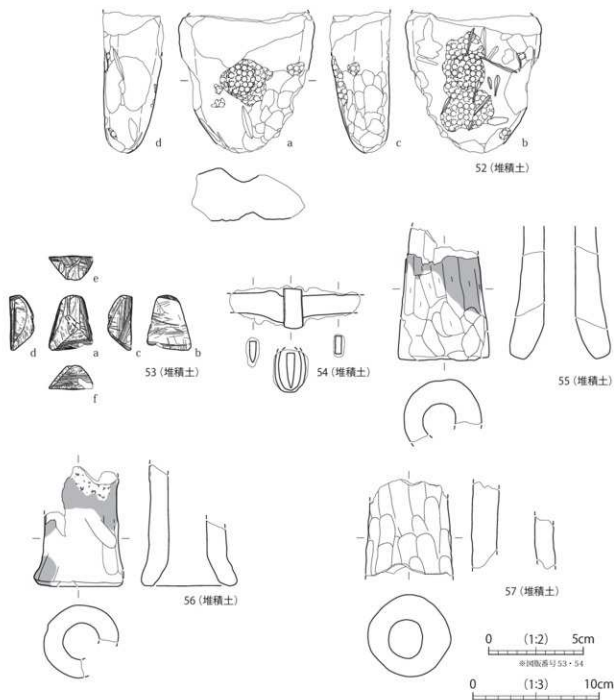 d
a
c
b
52（堆積土）
e
d
a
c
b
f
53（堆積土）
54（堆積土）
55（堆積土）
56（堆積土）
57（堆積土）
0 (1:2) 5cm
※図版番号53・54
0 (1:3) 10cm